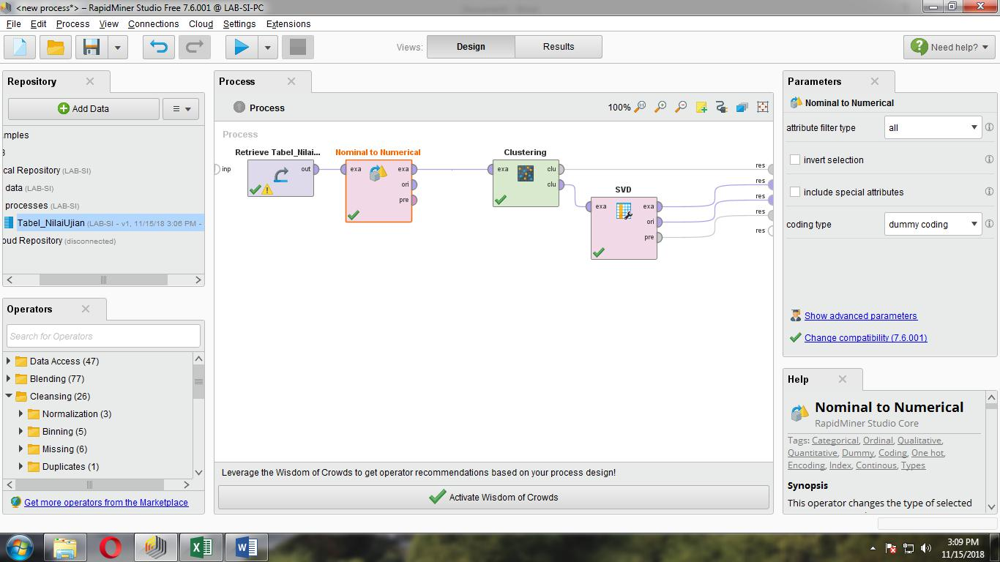 <new process*> – RapidMiner Studio Free 7.6.001 @ LAB-SI-PC
File Edit Process View Connections Cloud Settings Extensions
Views: Design Results
Need help?
Repository
Add Data
mples
cal Repository (LAB-SI)
data (LAB-SI)
processes (LAB-SI)
Tabel_NilaiUjian (LAB-SI - v1, 11/15/18 3:06 PM -
oud Repository (disconnected)
Operators
Search for Operators
Data Access (47)
Blending (77)
Cleansing (26)
Normalization (3)
Binning (5)
Missing (6)
Duplicates (1)
Get more operators from the Marketplace
Process
Process
100%
Process
inp
Retrieve Tabel_Nilai...
out
Nominal to Numerical
exa exa
ori
pre
Clustering
exa clu
clu
SVD
exa exa
ori
pre
res
res
res
res
res
Leverage the Wisdom of Crowds to get operator recommendations based on your process design!
Activate Wisdom of Crowds
Parameters
Nominal to Numerical
attribute filter type all
invert selection
include special attributes
coding type dummy coding
Show advanced parameters
Change compatibility (7.6.001)
Help
Nominal to Numerical
RapidMiner Studio Core
Tags: Categorical, Ordinal, Qualitative,
Quantitative, Dummy, Coding, One hot,
Encoding, Index, Continous, Types
Synopsis
This operator changes the type of selected
3:09 PM
11/15/2018